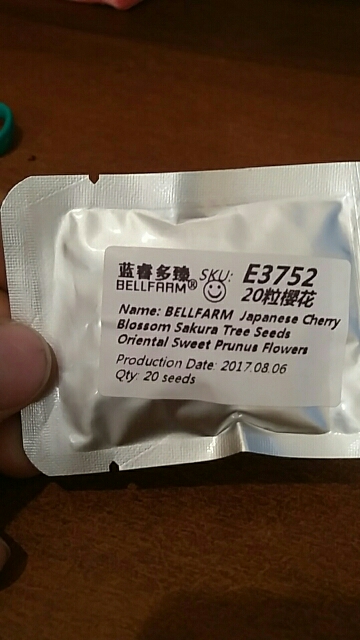 蓝睿多臻 SKU: E3752
BELLFARM® 20粒樱花
Name: BELLFARM Japanese Cherry
Blossom Sakura Tree Seeds
Oriental Sweet Prunus Flowers
Production Date: 2017.08.06
Qty: 20 seeds